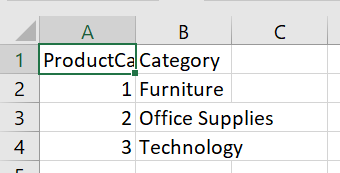 A B C
1 ProductCa Category
2 1 Furniture
3 2 Office Supplies
4 3 Technology